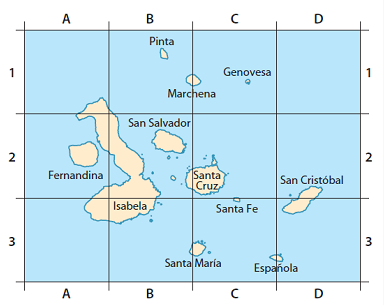 A B C D
Pinta
1 Genovesa 1
Marchena
San Salvador
2 Santa 2
Fernandina Cruz San Cristóbal
Isabela Santa Fe
3 3
Santa María Española
A B C D